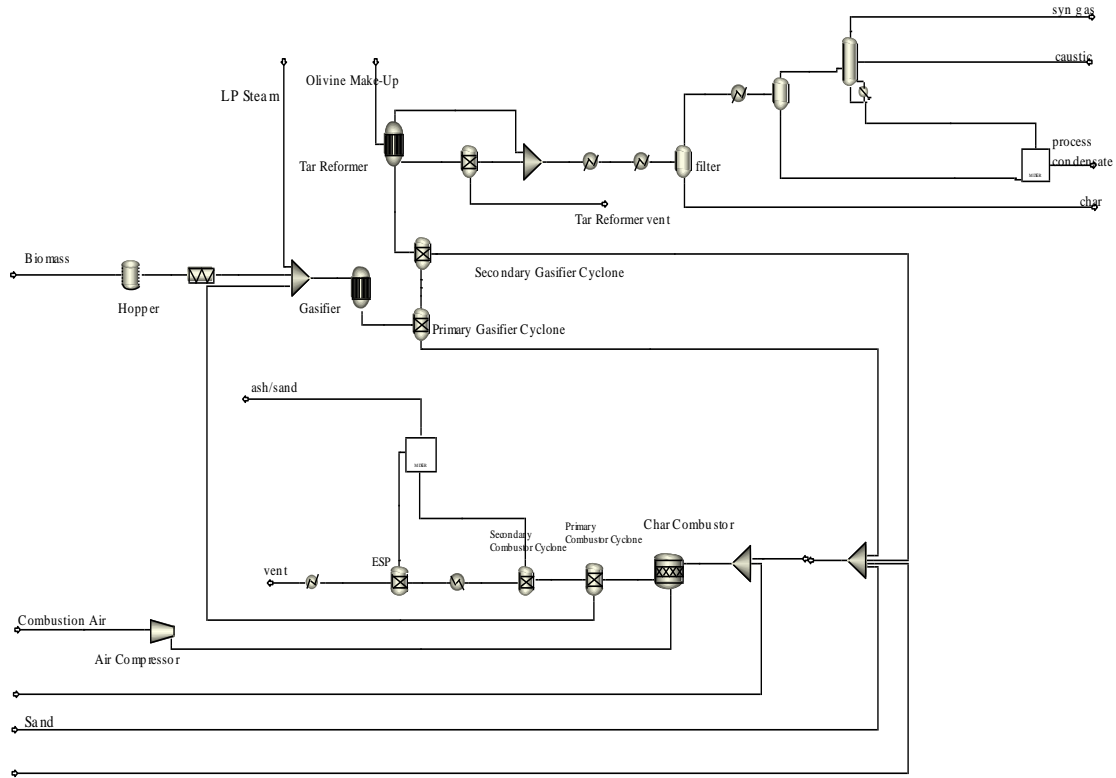 syn gas
caustic
Olivine Make-Up
LP Steam
process
condensate
Tar Reformer
filter
MIXER
char
Tar Reformer vent
Biomass
Secondary Gasifier Cyclone
Hopper
Gasifier
Primary Gasifier Cyclone
ash/sand
MIXER
Char Combustor
Primary
Combustor Cyclone
Secondary
Combustor Cyclone
ESP
vent
Combustion Air
Air Compressor
Sand